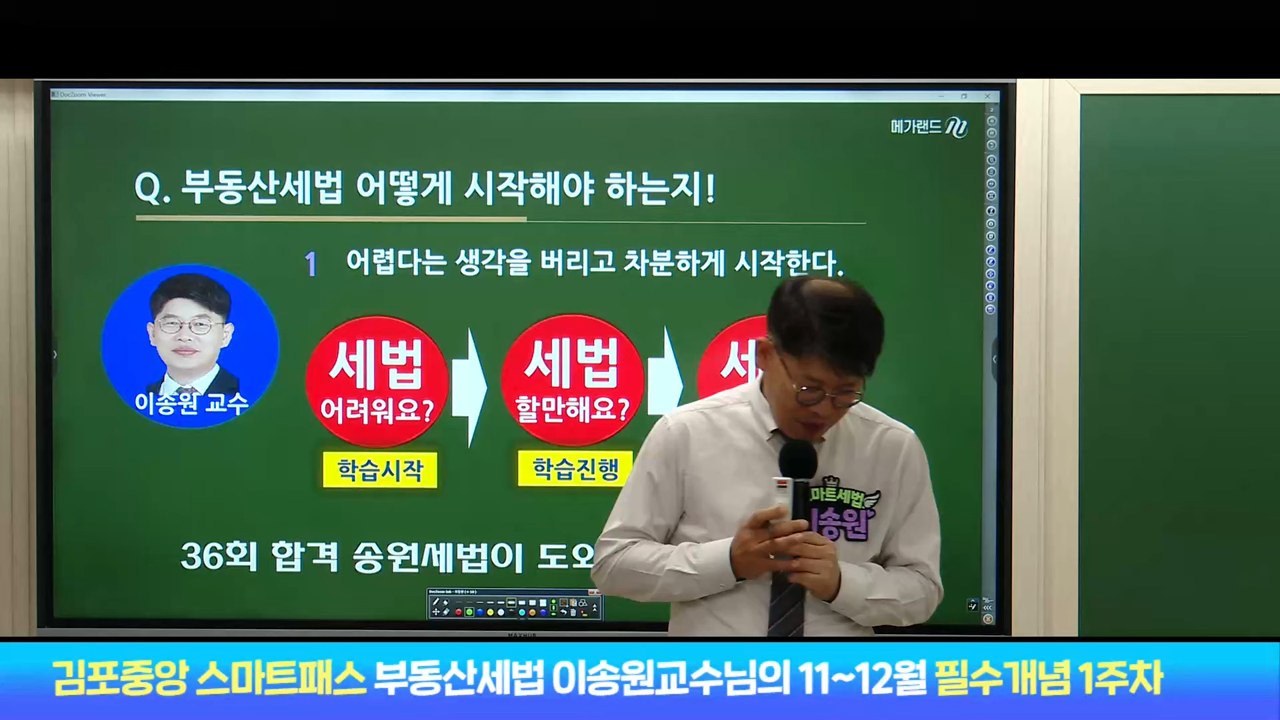 DocZoom Viewer
메가랜드
Q. 부동산세법 어떻게 시작해야 하는지!
1 어렵다는 생각을 버리고 차분하게 시작한다.
세법 세법 세
어려워요? 할만해요?
이송원 교수
학습시작 학습진행
스마트세법
이송원
36회 합격 송원세법이 도와
김포중앙 스마트패스 부동산세법 이송원교수님의 11~12월 필수개념 1주차